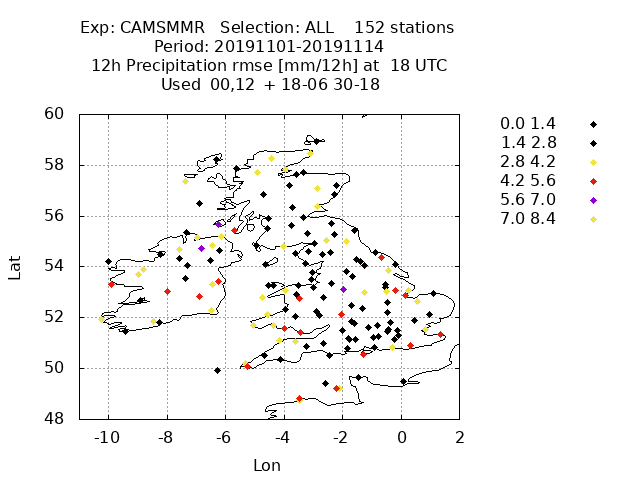 Exp: CAMSMMR   Selection: ALL    152 stations
Period: 20191101-20191114
12h Precipitation rmse [mm/12h] at  18 UTC
Used  00,12  + 18-06 30-18
60
58
56
54
52
50
48
Lat
-10 -8 -6 -4 -2 0 2
Lon
0.0 1.4
1.4 2.8
2.8 4.2
4.2 5.6
5.6 7.0
7.0 8.4